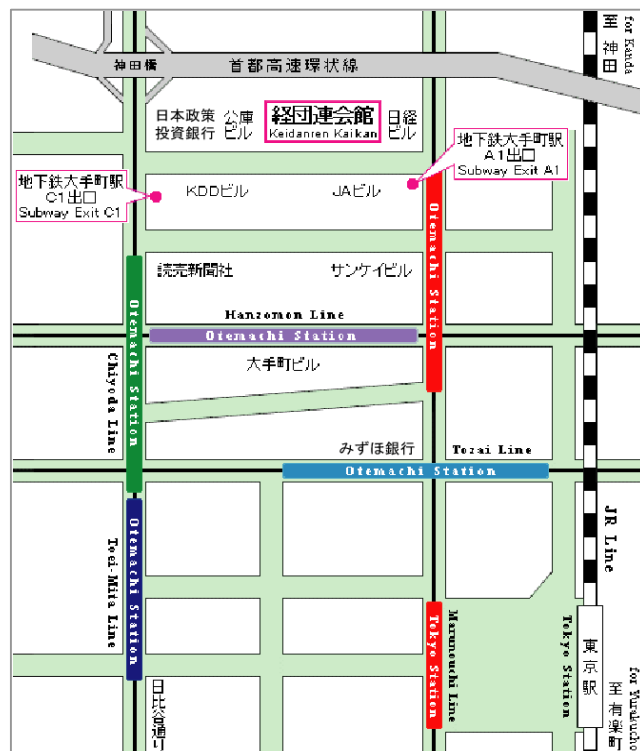 至
神
田
for Kanda
神田橋
首都高速環状線
日本政策
投資銀行
公庫
ビル
経団連会館
Keidanren Kaikan
日経
ビル
地下鉄大手町駅
A1出口
Subway Exit A1
地下鉄大手町駅
C1出口
Subway Exit C1
KDDビル
JAビル
Otemachi Station
読売新聞社
サンケイビル
Hanzomon Line
Otemachi Station
Otemachi Station
Chiyoda Line
大手町ビル
みずほ銀行
Tozai Line
Otemachi Station
Otemachi Station
Toei-Mita Line
JR Line
Tokyo Station
Marunouchi Line
Tokyo Station
東京駅
至
有
楽
町
for Yurakucho
日比谷通り